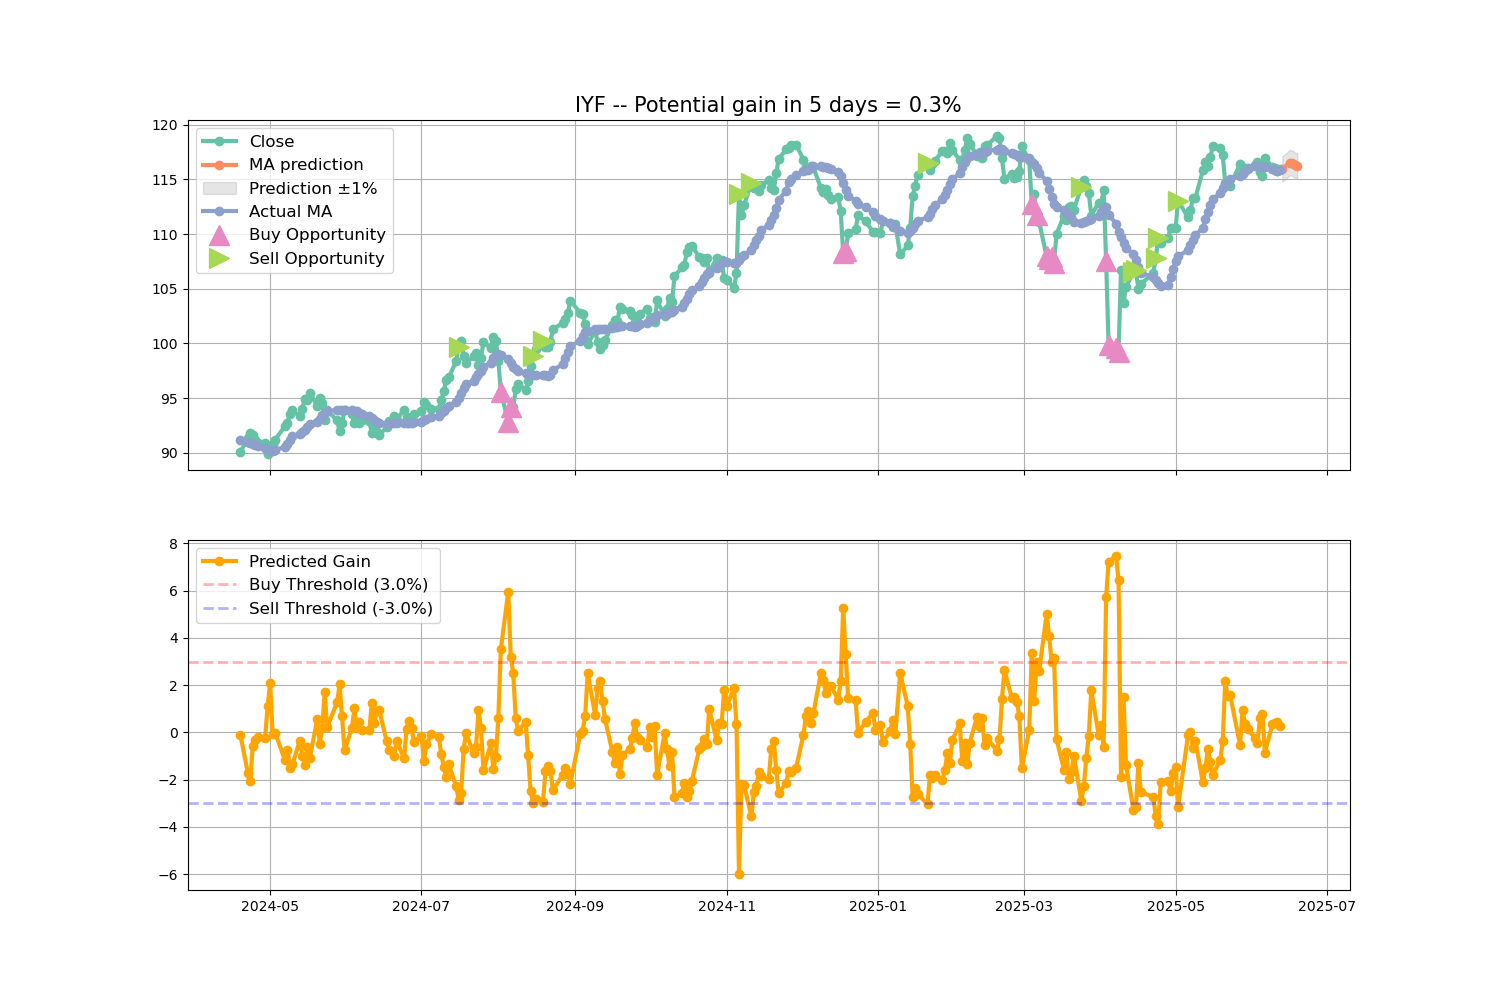 IYF -- Potential gain in 5 days = 0.3%
120
115
110
105
100
95
90
Close
MA prediction
Prediction ±1%
Actual MA
Buy Opportunity
Sell Opportunity
8
6
4
2
0
−2
−4
−6
Predicted Gain
Buy Threshold (3.0%)
Sell Threshold (-3.0%)
2024-05
2024-07
2024-09
2024-11
2025-01
2025-03
2025-05
2025-07